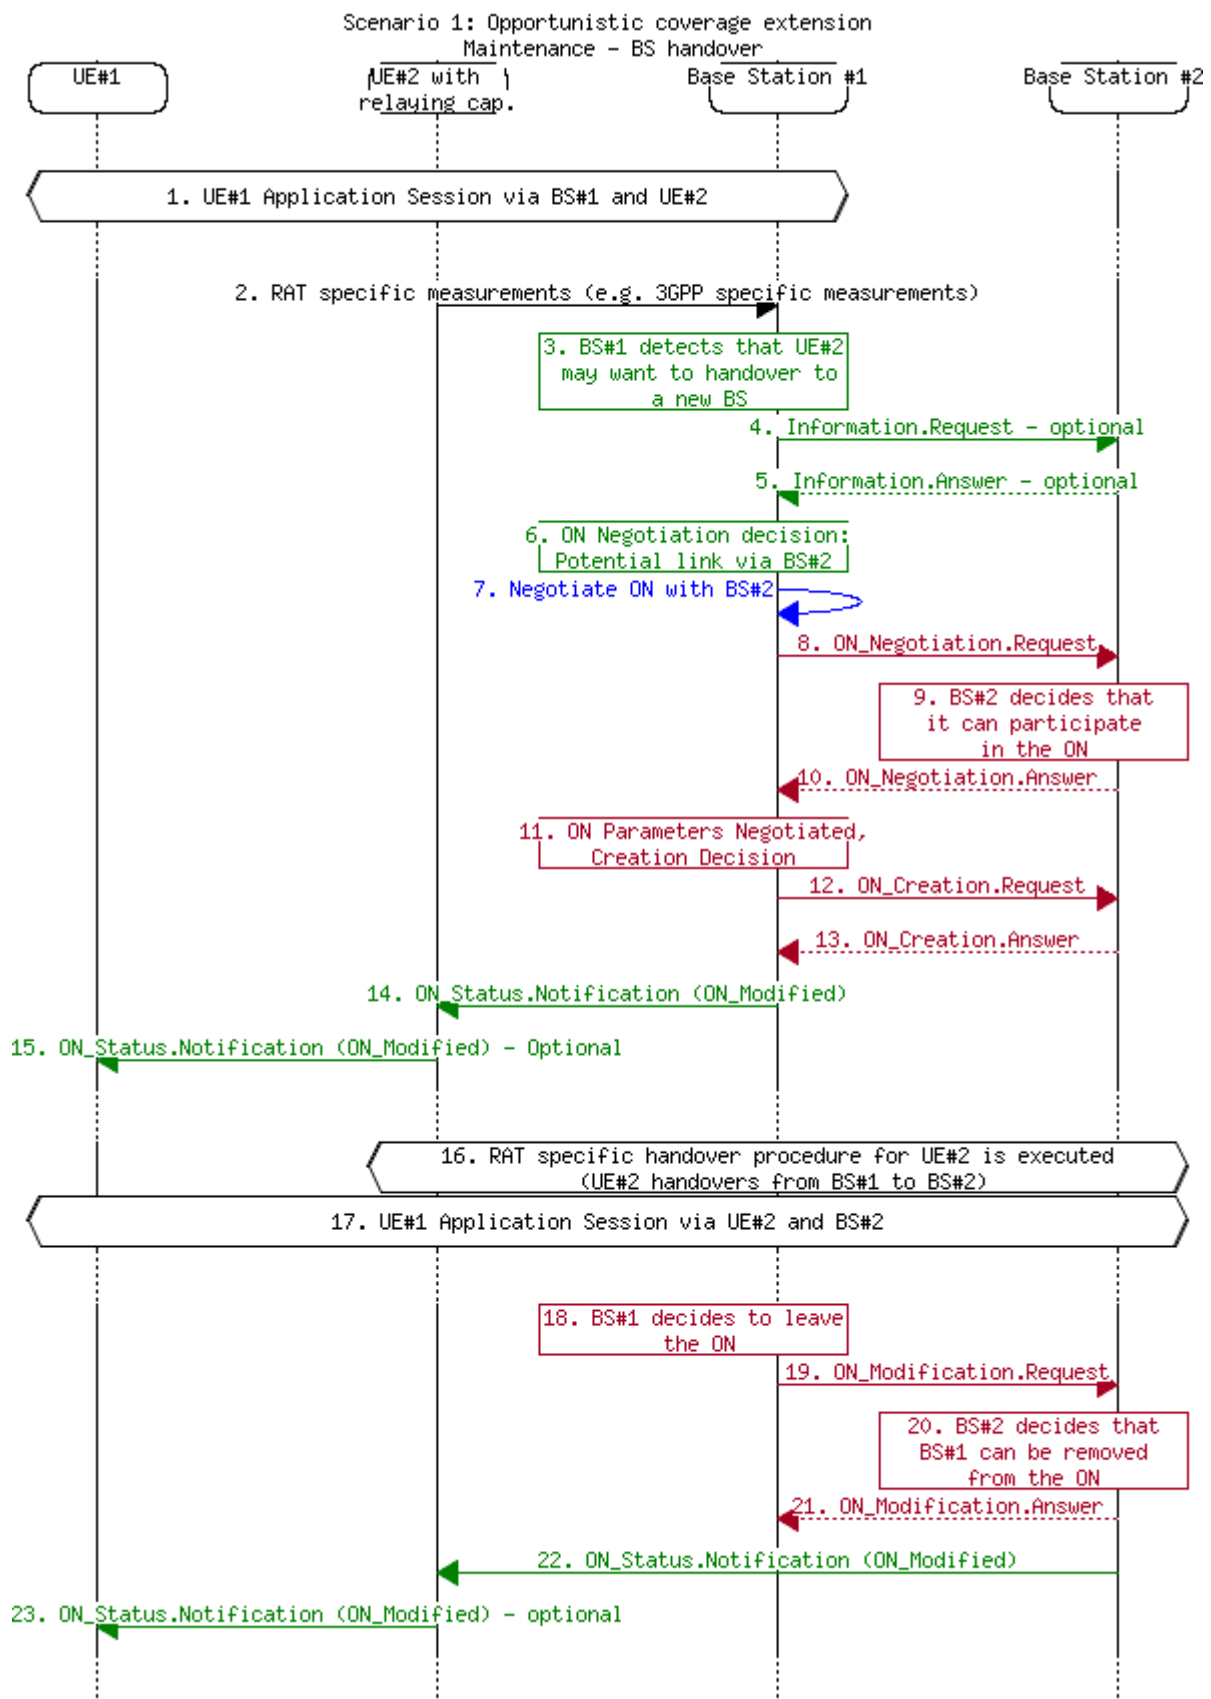 Scenario 1: Opportunistic coverage extension
Maintenance - BS handover
UE#1
UE#2 with
relaying cap.
Base Station #1
Base Station #2
1. UE#1 Application Session via BS#1 and UE#2
2. RAT specific measurements (e.g. 3GPP specific measurements)
3. BS#1 detects that UE#2
may want to handover to
a new BS
4. Information.Request - optional
5. Information.Answer - optional
6. ON Negotiation decision:
Potential link via BS#2
7. Negotiate ON with BS#2
8. ON_Negotiation.Request
9. BS#2 decides that
it can participate
in the ON
10. ON_Negotiation.Answer
11. ON Parameters Negotiated,
Creation Decision
12. ON_Creation.Request
13. ON_Creation.Answer
14. ON_Status.Notification (ON_Modified)
15. ON_Status.Notification (ON_Modified) - Optional
16. RAT specific handover procedure for UE#2 is executed
(UE#2 handovers from BS#1 to BS#2)
17. UE#1 Application Session via UE#2 and BS#2
18. BS#1 decides to leave
the ON
19. ON_Modification.Request
20. BS#2 decides that
BS#1 can be removed
from the ON
21. ON_Modification.Answer
22. ON_Status.Notification (ON_Modified)
23. ON_Status.Notification (ON_Modified) - optional